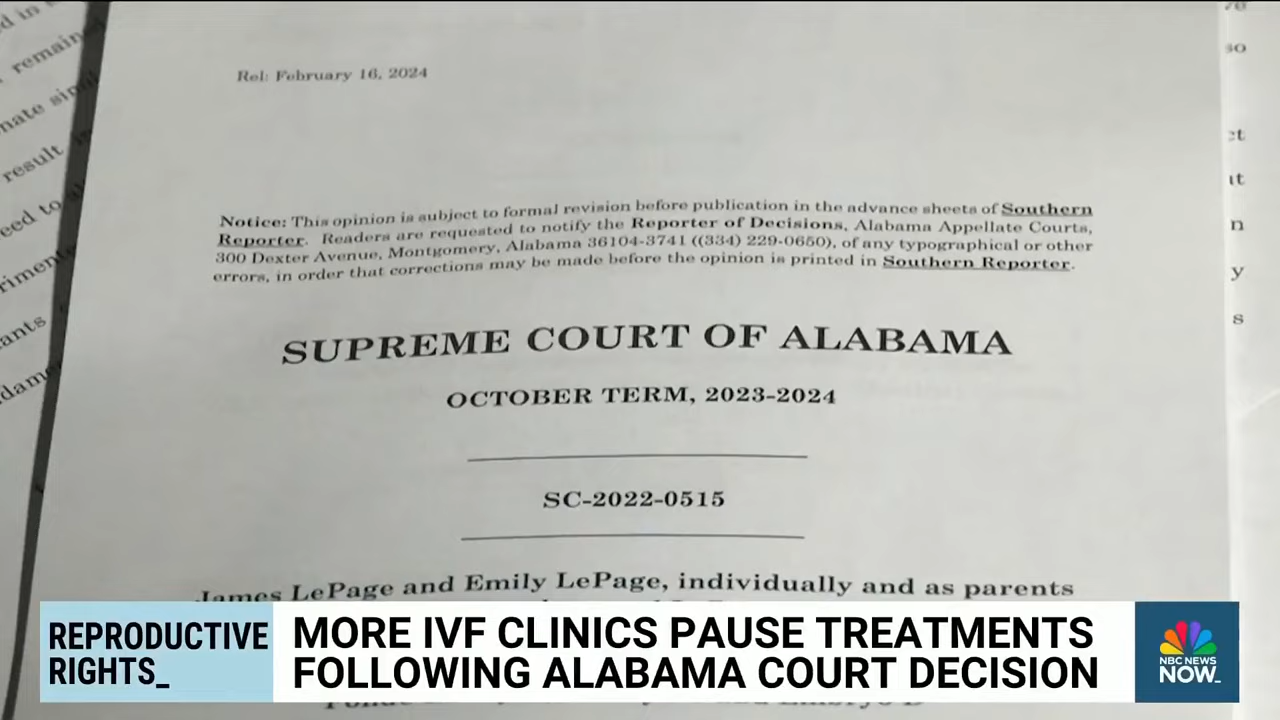 Rel: February 16, 2024
Notice: This opinion is subject to formal revision before publication in the advance sheets of Southern
Reporter. Readers are requested to notify the Reporter of Decisions, Alabama Appellate Courts,
300 Dexter Avenue, Montgomery, Alabama 36104-3741 ((334) 229-0650), of any typographical or other
errors, in order that corrections may be made before the opinion is printed in Southern Reporter.
SUPREME COURT OF ALABAMA
OCTOBER TERM, 2023-2024
SC-2022-0515
James LePage and Emily LePage, individually and as parents
REPRODUCTIVE
RIGHTS_
MORE IVF CLINICS PAUSE TREATMENTS
FOLLOWING ALABAMA COURT DECISION
NBC NEWS
NOW_
remain
result